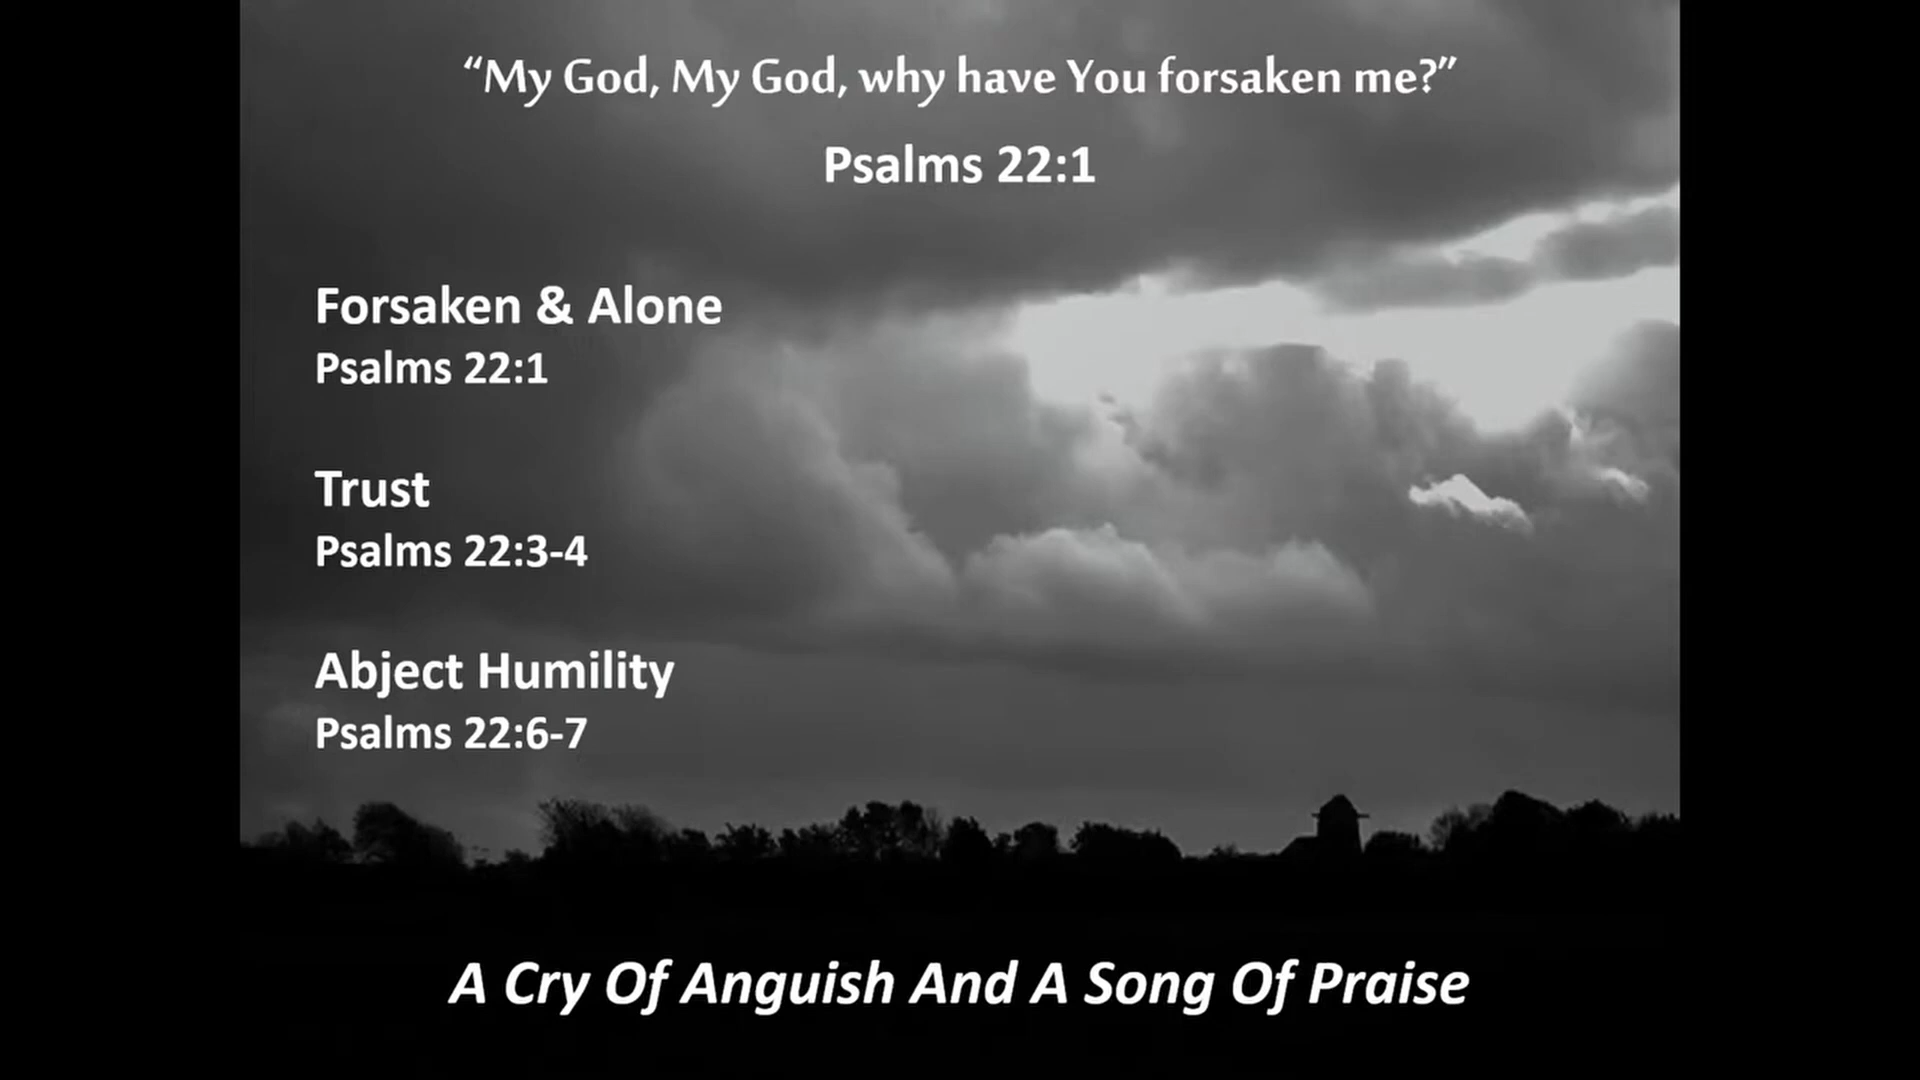 “My God, My God, why have You forsaken me?”
Psalms 22:1
Forsaken & Alone
Psalms 22:1
Trust
Psalms 22:3-4
Abject Humility
Psalms 22:6-7
A Cry Of Anguish And A Song Of Praise